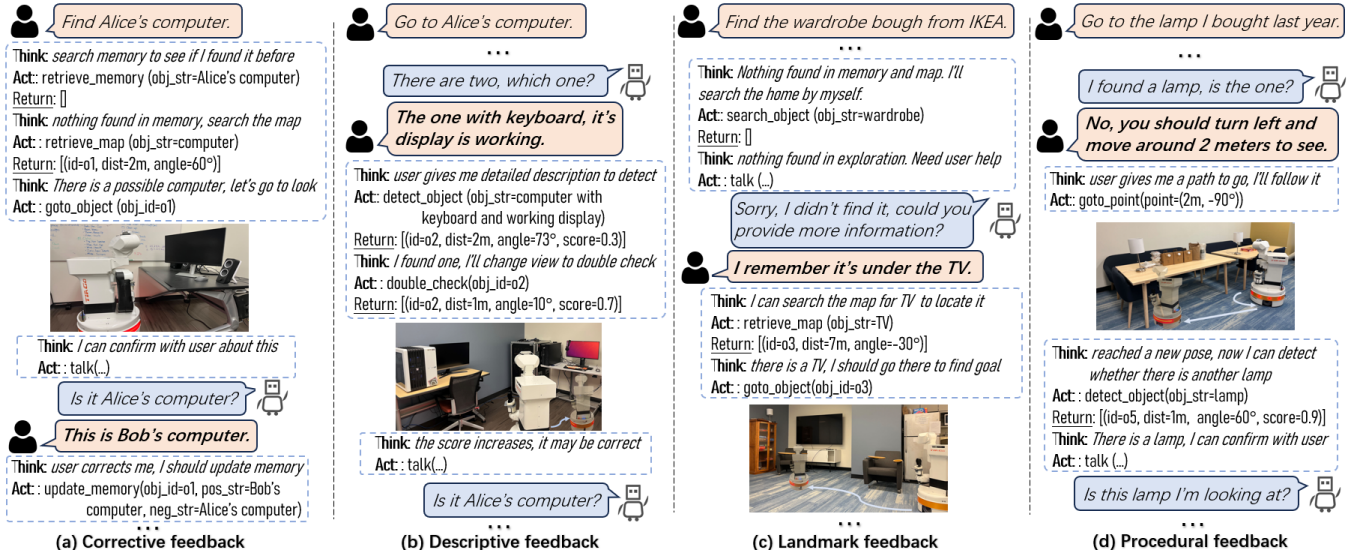 Find Alice's computer.
Think: search memory to see if I found it before
Act:: retrieve_memory (obj_str=Alice's computer)
Return: []
Think: nothing found in memory, search the map
Act: : retrieve_map (obj_str=computer)
Return: [(id=o1, dist=2m, angle=60°)]
Think: There is a possible computer, let's go to look
Act: : goto_object (obj_id=o1)
Think: I can confirm with user about this
Act: : talk(...)
Is it Alice's computer?
This is Bob's computer.
Think: user corrects me, I should update memory
Act: : update_memory(obj_id=o1, pos_str=Bob's
computer, neg_str=Alice's computer)
...
(a) Corrective feedback
Go to Alice's computer.
...
There are two, which one?
The one with keyboard, it's
display is working.
Think: user gives me detailed description to detect
Act: detect_object (obj_str=computer with
keyboard and working display)
Return: [(id=o2, dist=2m, angle=73°, score=0.3)]
Think: I found one, I'll change view to double check
Act: : double_check(obj_id=o2)
Return: [(id=o2, dist=1m, angle=10°, score=0.7)]
Think: the score increases, it may be correct
Act: : talk(...)
Is it Alice's computer?
...
(b) Descriptive feedback
Find the wardrobe bough from IKEA.
...
Think: Nothing found in memory and map. I'll
search the home by myself.
Act: : search_object (obj_str=wardrobe)
Return: []
Think: nothing found in exploration. Need user help
Act: : talk (...)
Sorry, I didn't find it, could you
provide more information?
I remember it's under the TV.
Think: I can search the map for TV to locate it
Act: : retrieve_map (obj_str=TV)
Return: [(id=o3, dist=7m, angle=-30°)]
Think: there is a TV, I should go there to find goal
Act: : goto_object(obj_id=o3)
...
(c) Landmark feedback
Go to the lamp I bought last year.
...
I found a lamp, is the one?
No, you should turn left and
move around 2 meters to see.
Think: user gives me a path to go, I'll follow it
Act:: goto_point(point=(2m, -90°))
Think: reached a new pose, now I can detect
whether there is another lamp
Act: : detect_object(obj_str=lamp)
Return: [(id=o5, dist=1m, angle=60°, score=0.9)]
Think: There is a lamp, I can confirm with user
Act: : talk (...)
Is this lamp I'm looking at?
...
(d) Procedural feedback